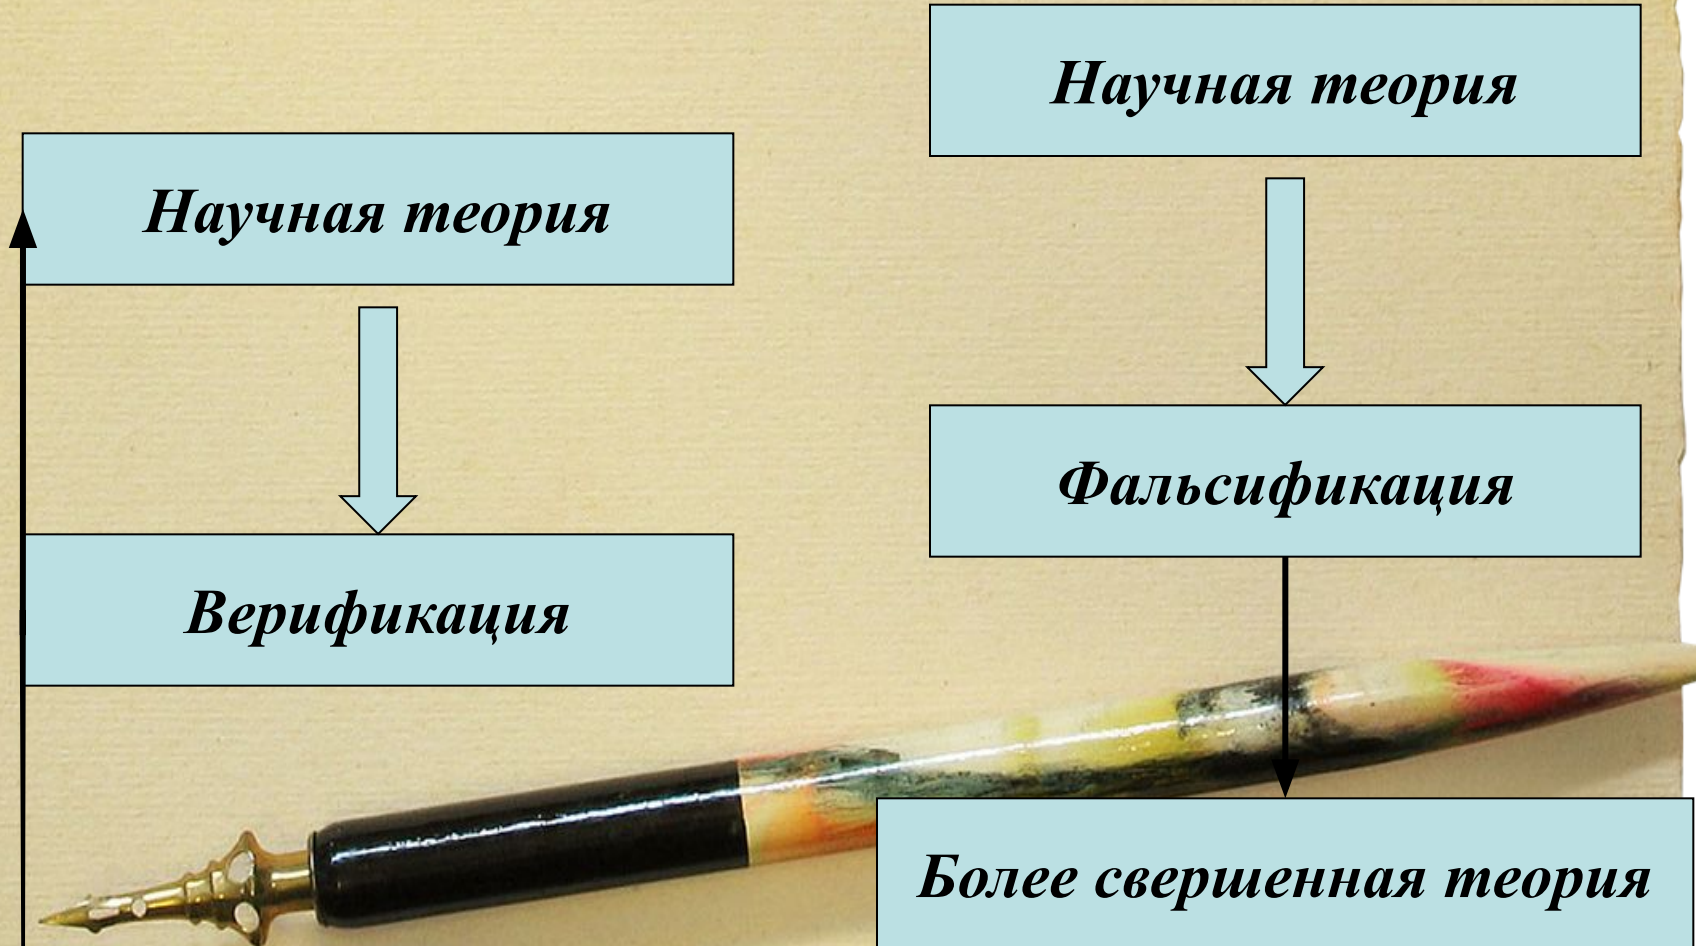 Научная теория
Научная теория
Фальсификация
Верификация
Более свершенная теория